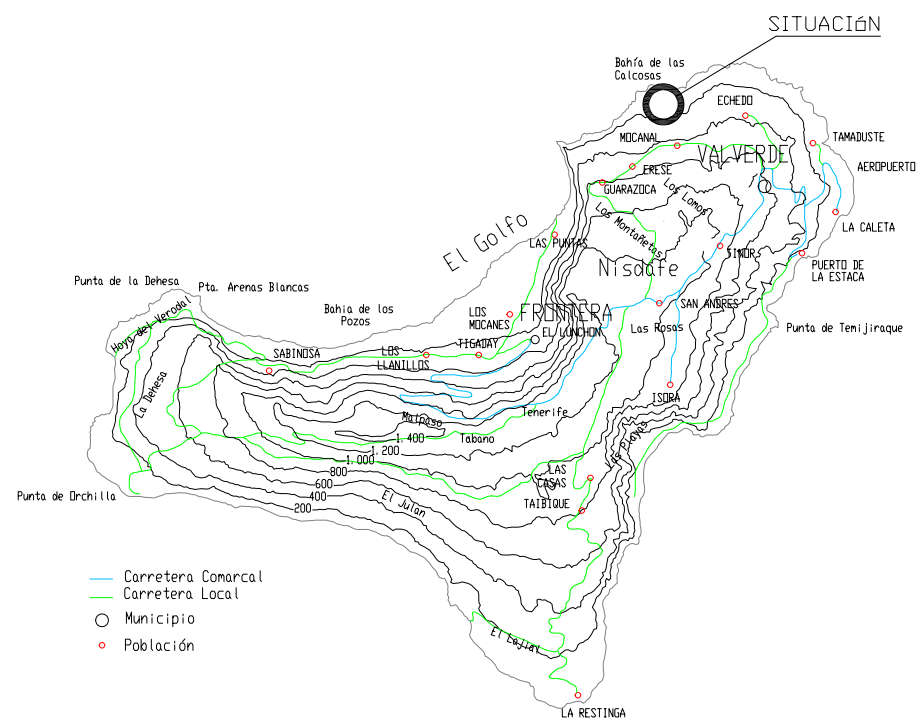 SITUACIÓN
Bahía de las
Calcosas
ECHEDO
MOCANAL
TAMADUSTE
VALVERDE
AEROPUERTO
ERESE
GUARAZOCA
Los Lomos
LA CALETA
Los Montañetas
El Golfo
LAS PUNTAS
TIÑOR
PUERTO DE
LA ESTACA
Nisdafe
Punta de la Dehesa
Pta. Arenas Blancas
Bahia de los
Pozos
LOS
MOCANES
FRONTERA
SAN ANDRES
Hoya del Verodal
EL LUNCHON
Las Rosas
Punta de Tenijiraque
TIGADAY
SABINOSA
LOS
LLANILLOS
ISORA
La Dehesa
Malpaso
Tenerife
Tabano
1.400
1.200
1.000
800
600
400
200
Las Playas
LAS
CASAS
TAIBIQUE
Punta de Orchilla
El Julan
Carretera Comarcal
Carretera Local
Municipio
Población
El Lajial
LA RESTINGA